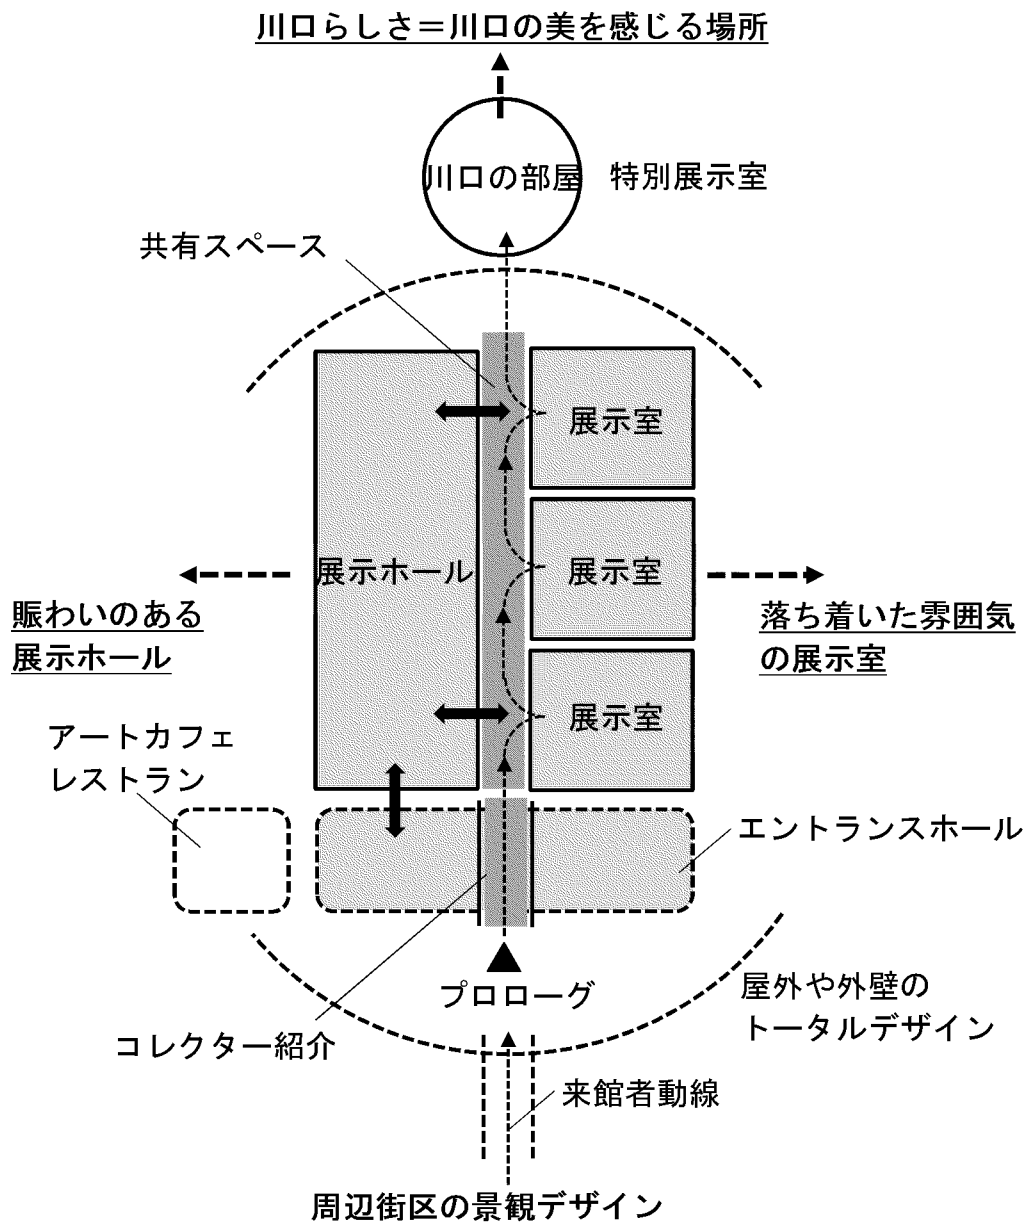 川口らしさ＝川口の美を感じる場所
川口の部屋
特別展示室
共有スペース
展示室
展示ホール
展示室
賑わいのある
展示ホール
落ち着いた雰囲気
の展示室
展示室
アートカフェ
レストラン
エントランスホール
プロローグ
屋外や外壁の
トータルデザイン
コレクター紹介
来館者動線
周辺街区の景観デザイン